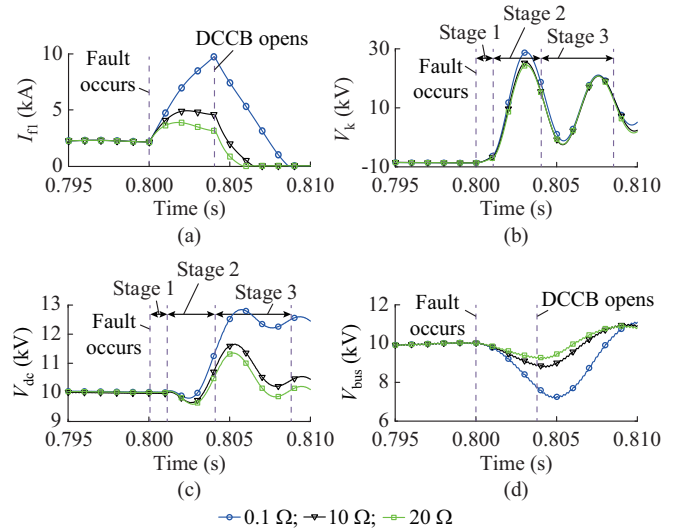 DCCB opens
Fault
occurs
I_f1 (kA)
10
5
0
0.795 0.800 0.805 0.810
Time (s)
(a)
Stage 2
Stage 1
Stage 3
Fault
occurs
V_k (kV)
30
10
-10
0.795 0.800 0.805 0.810
Time (s)
(b)
Stage 2
Stage 1
Stage 3
Fault
occurs
V_dc (kV)
13
12
11
10
9
0.795 0.800 0.805 0.810
Time (s)
(c)
Fault
occurs
DCCB opens
V_bus (kV)
12
10
8
6
0.795 0.800 0.805 0.810
Time (s)
(d)
0.1 Ω; 10 Ω; 20 Ω